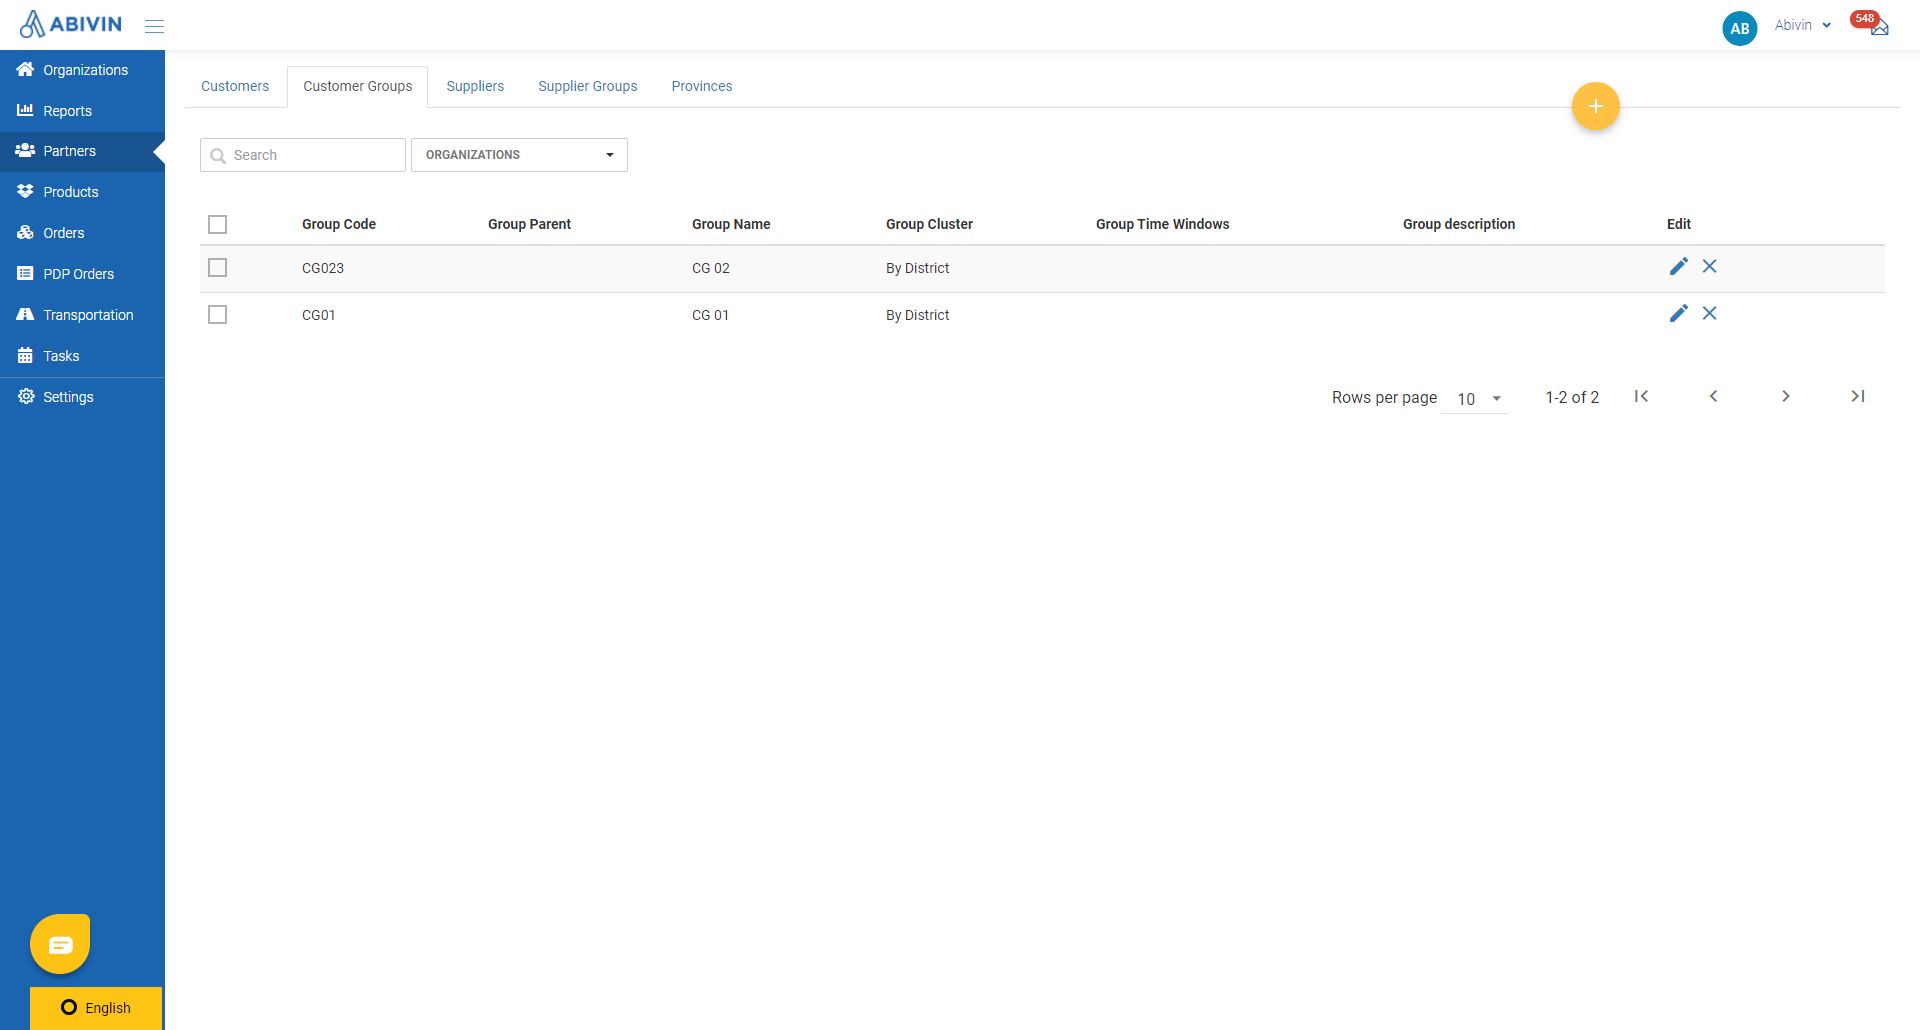 ABIVIN
AB
Abivin
548
Organizations
Reports
Partners
Products
Orders
PDP Orders
Transportation
Tasks
Settings
English
Customers
Customer Groups
Suppliers
Supplier Groups
Provinces
Search
ORGANIZATIONS
Group Code Group Parent Group Name Group Cluster Group Time Windows Group description Edit
CG023 CG 02 By District
CG01 CG 01 By District
Rows per page 10 1-2 of 2